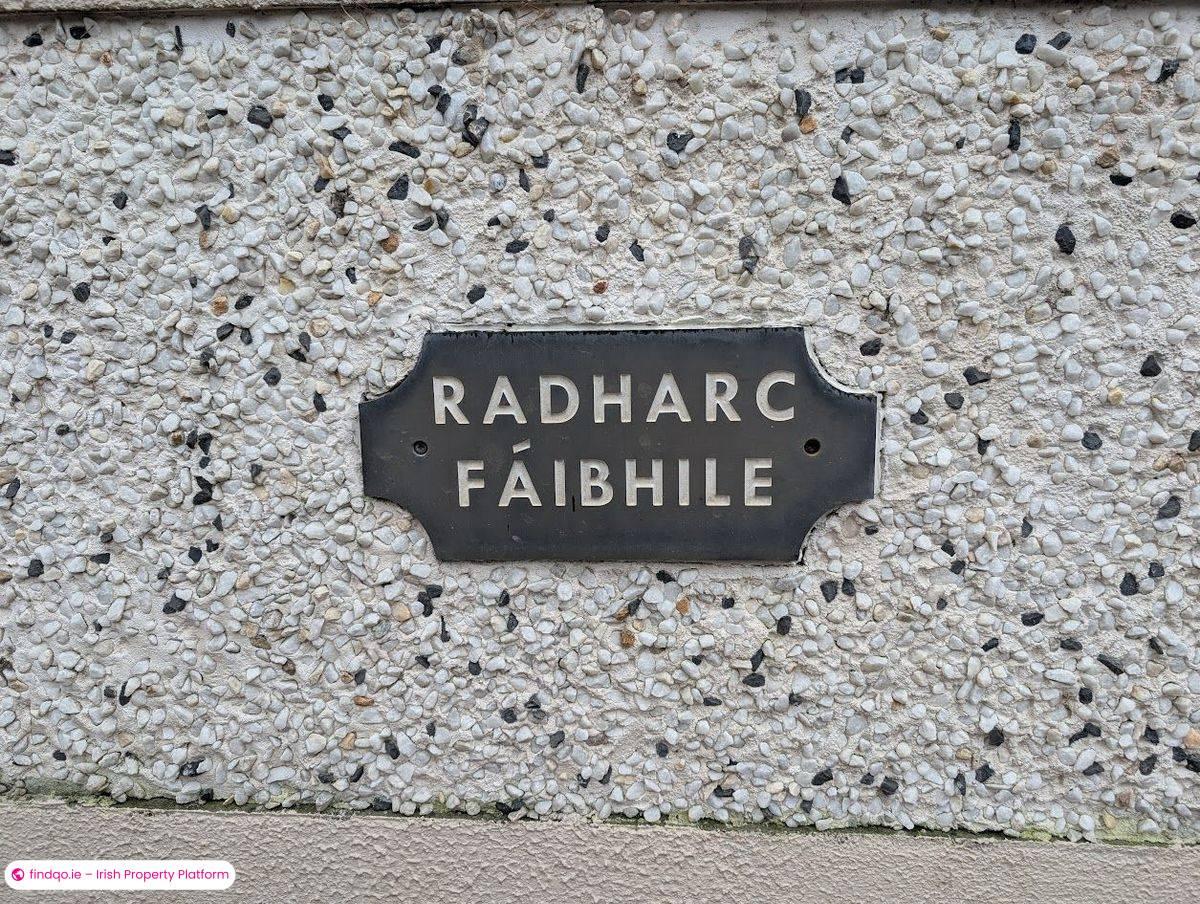 RADHARC
FÁIBHILE
findqo.ie – Irish Property Platform